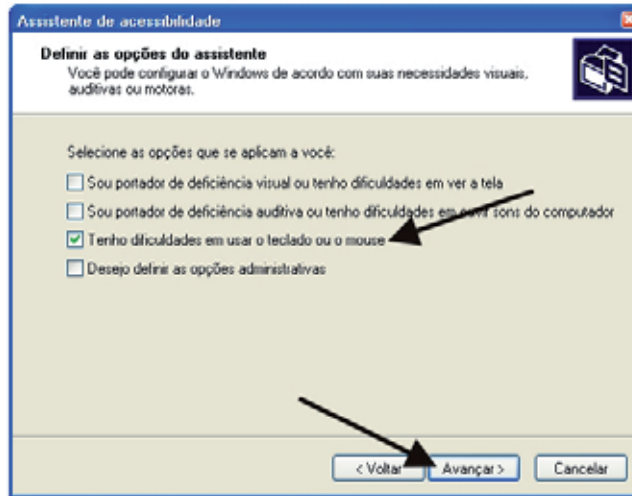 Assistente de acessibilidade
Definir as opções do assistente
Você pode configurar o Windows de acordo com suas necessidades visuais,
auditivas ou motoras.
Selecione as opções que se aplicam a você:
Sou portador de deficiência visual ou tenho dificuldades em ver a tela
Sou portador de deficiência auditiva ou tenho dificuldades em ouvir sons do computador
Tenho dificuldades em usar o teclado ou o mouse
Desejo definir as opções administrativas
< Voltar
Avançar >
Cancelar